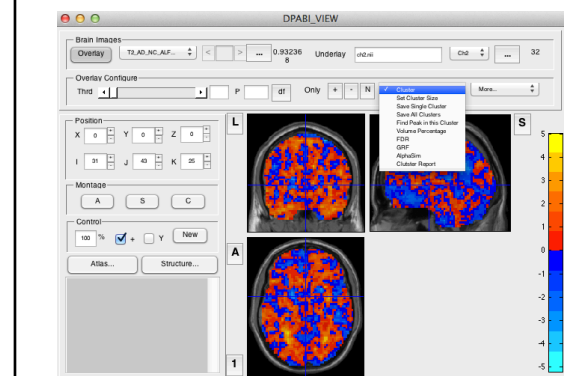 DPABI_VIEW
Brain Images
Overlay T2_AD_NC_ALF... < > ... 0.93236 8 Underlay ch2.nii Ch2 ... 32
Overlay Configure
Thrd P df Only + - N More...
✓ Cluster
Set Cluster Size
Save Single Cluster
Save All Clusters
Find Peak in this Cluster
Volume Percentage
FDR
GRF
AlphaSim
Clutster Report
Position
X 0 + - Y 0 + - Z 0 + -
I 31 + - J 43 + - K 25 + -
Montage
A S C
Control
100 % + Y New
Atlas... Structure...
L
S
A
1
5
4
3
2
1
0
-1
-2
-3
-4
-5